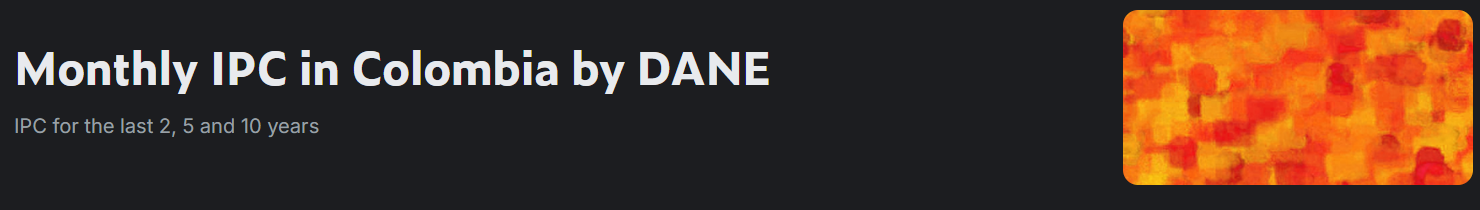 Monthly IPC in Colombia by DANE
IPC for the last 2, 5 and 10 years